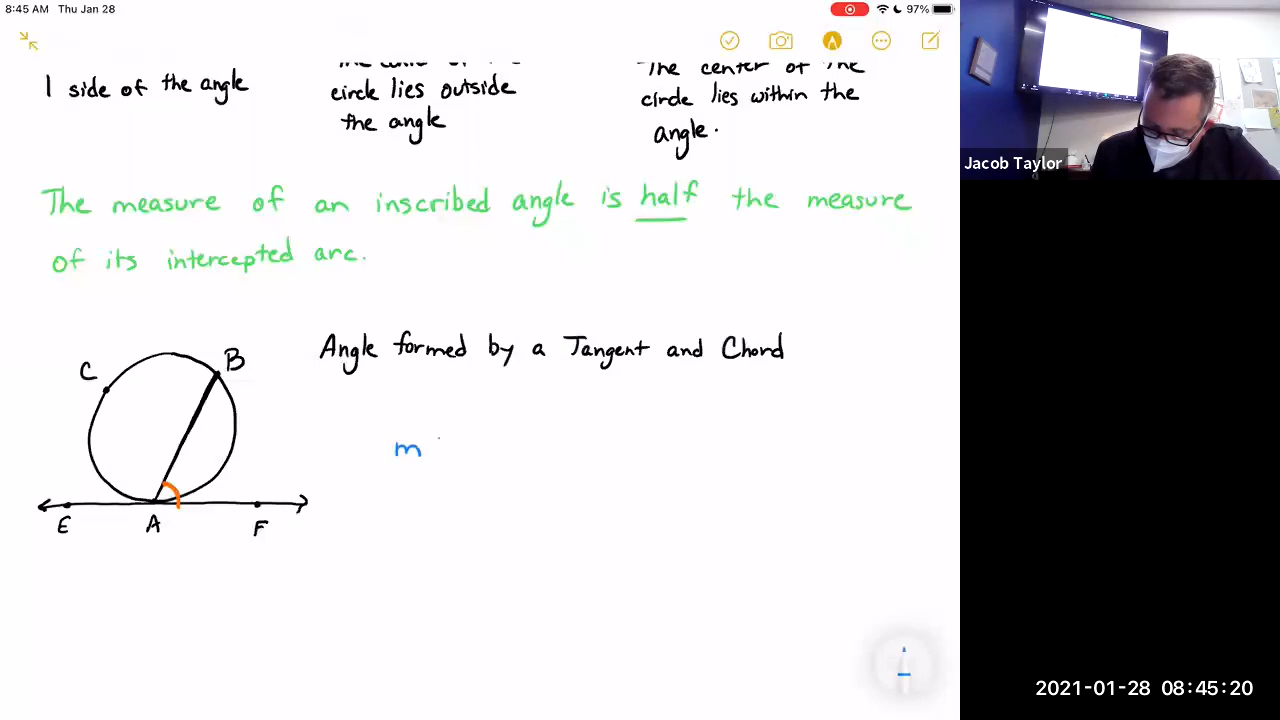 8:45 AM Thu Jan 28
97%
1 side of the angle
circle lies outside
the angle
The center of the
circle lies within the
angle.
Jacob Taylor
The measure of an inscribed angle is half the measure
of its intercepted arc.
Angle formed by a Tangent and Chord
C
B
m
E
A
F
2021-01-28 08:45:20